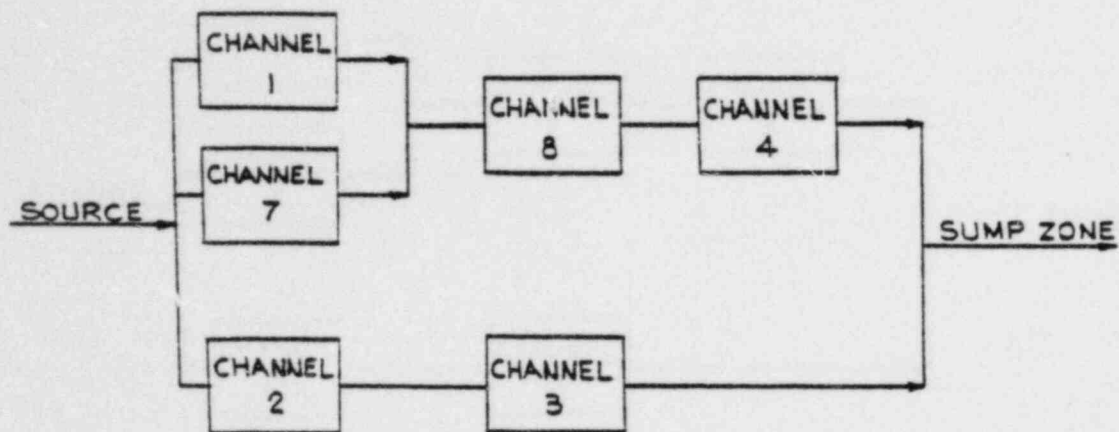 CHANNEL
1
CHANNEL
7
SOURCE
CHANNEL
8
CHANNEL
4
SUMP ZONE
CHANNEL
2
CHANNEL
3